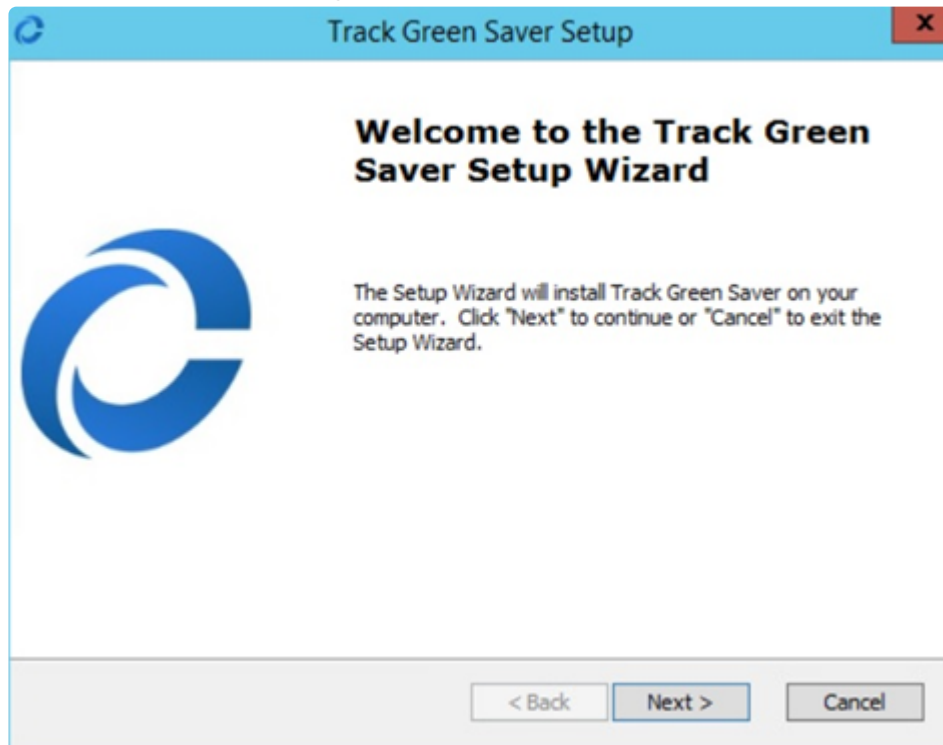 Track Green Saver Setup
x
Welcome to the Track Green
Saver Setup Wizard
The Setup Wizard will install Track Green Saver on your
computer.  Click "Next" to continue or "Cancel" to exit the
Setup Wizard.
< Back
Next >
Cancel